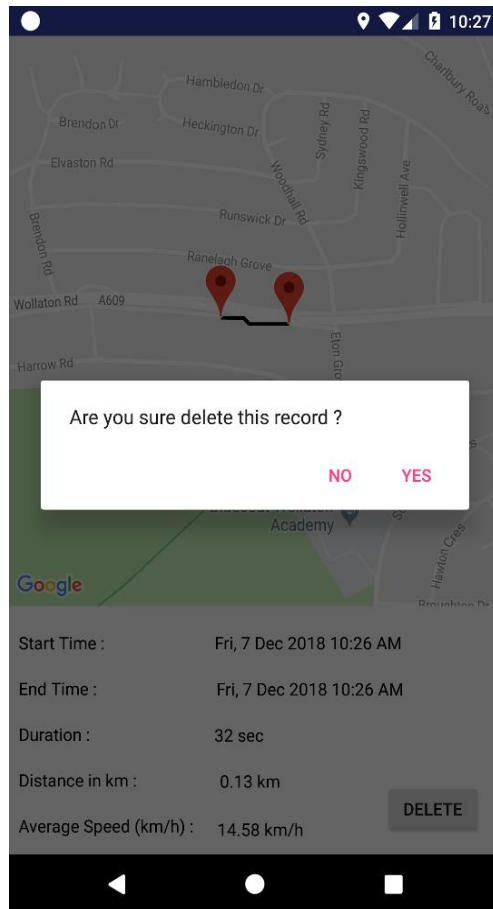 10:27
Charlbury Road
Hambledon Dr
Brendon Dr
Heckington Dr
Sydney Rd
Kingswood Rd
Elvaston Rd
Woodhall Rd
Hollinwell Ave
Brendon Rd
Runswick Dr
Ranelagh Grove
Wollaton Rd A609
Eton Gro
Harrow Rd
Are you sure delete this record ?
NO YES
Academy
Hawton Cres
Google
Start Time : Fri, 7 Dec 2018 10:26 AM
End Time : Fri, 7 Dec 2018 10:26 AM
Duration : 32 sec
Distance in km : 0.13 km
DELETE
Average Speed (km/h) : 14.58 km/h